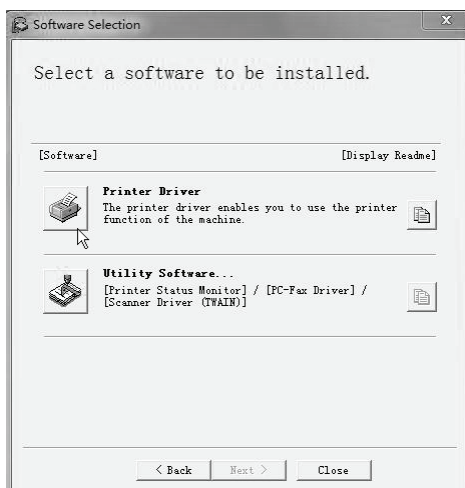 Software Selection
Select a software to be installed.
[Software] [Display Readme]
Printer Driver
The printer driver enables you to use the printer
function of the machine.
Utility Software...
[Printer Status Monitor] / [PC-Fax Driver] /
[Scanner Driver (TWAIN)]
< Back Next > Close